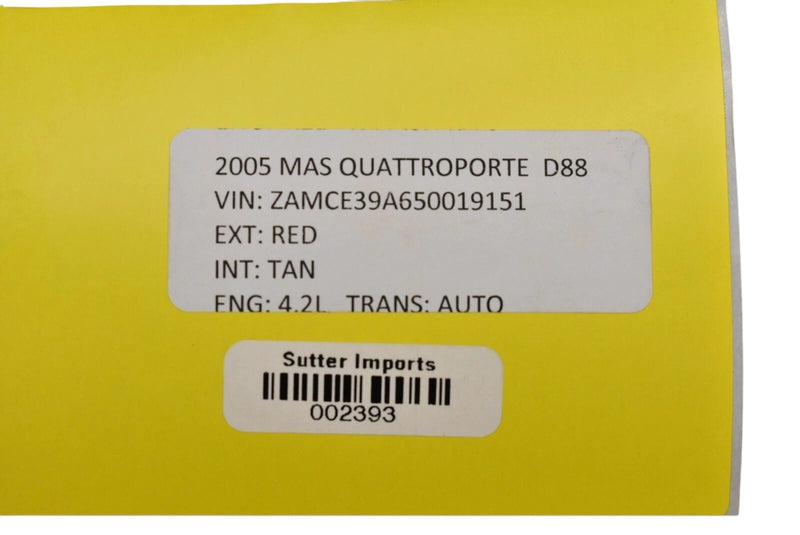 2005 MAS QUATTROPORTE D88
VIN: ZAMCE39A650019151
EXT: RED
INT: TAN
ENG: 4.2L TRANS: AUTO
Sutter Imports
002393